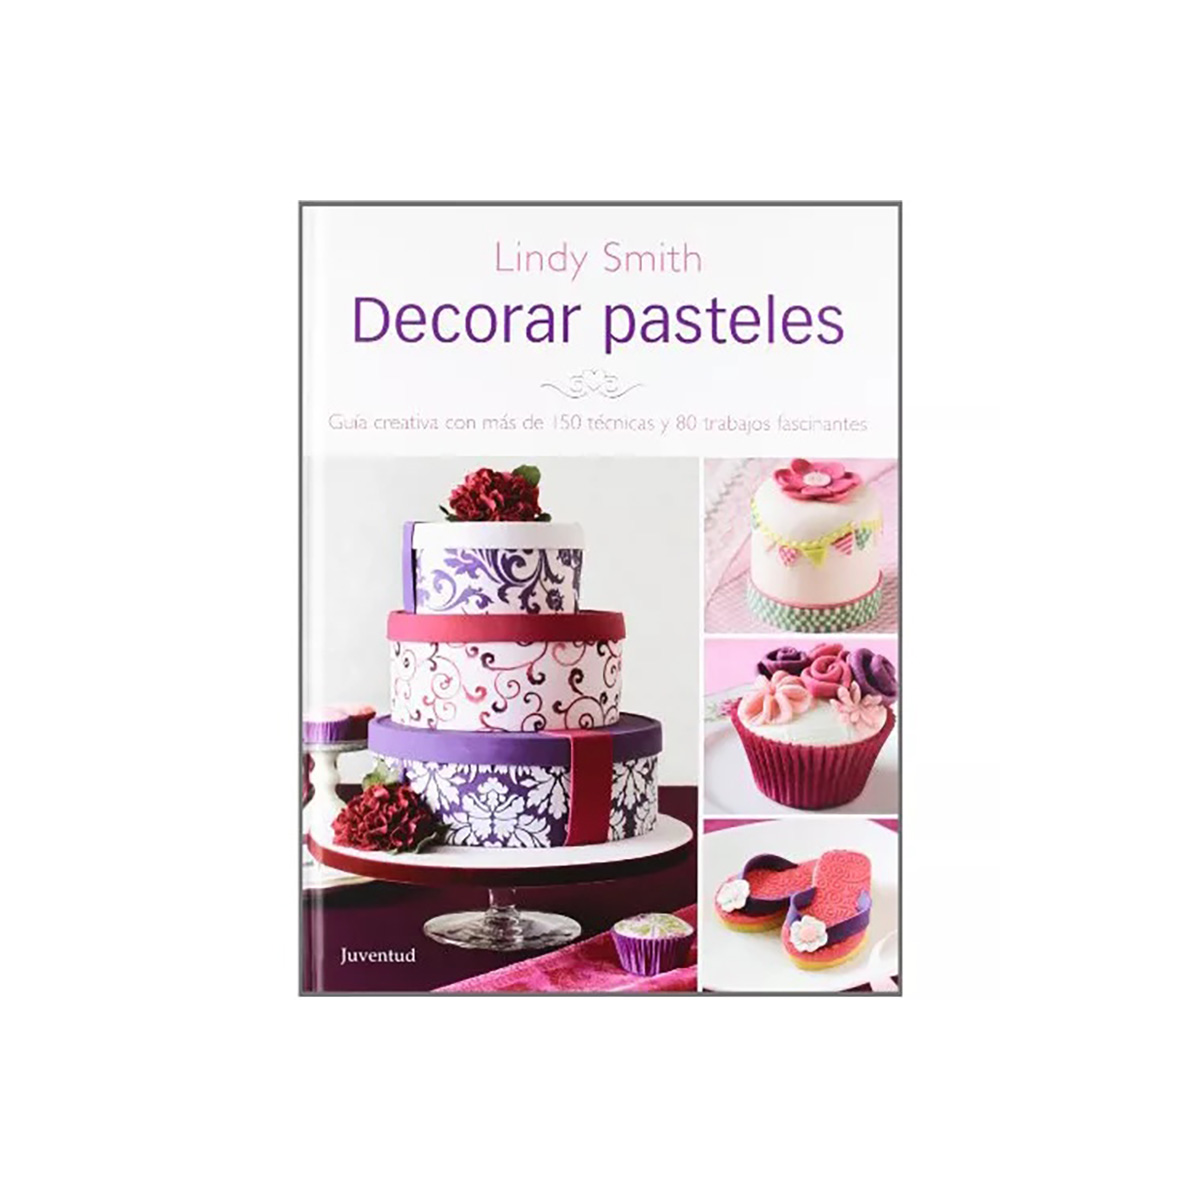 Lindy Smith
Decorar pasteles
Guía creativa con más de 150 técnicas y 80 trabajos fascinantes
Juventud